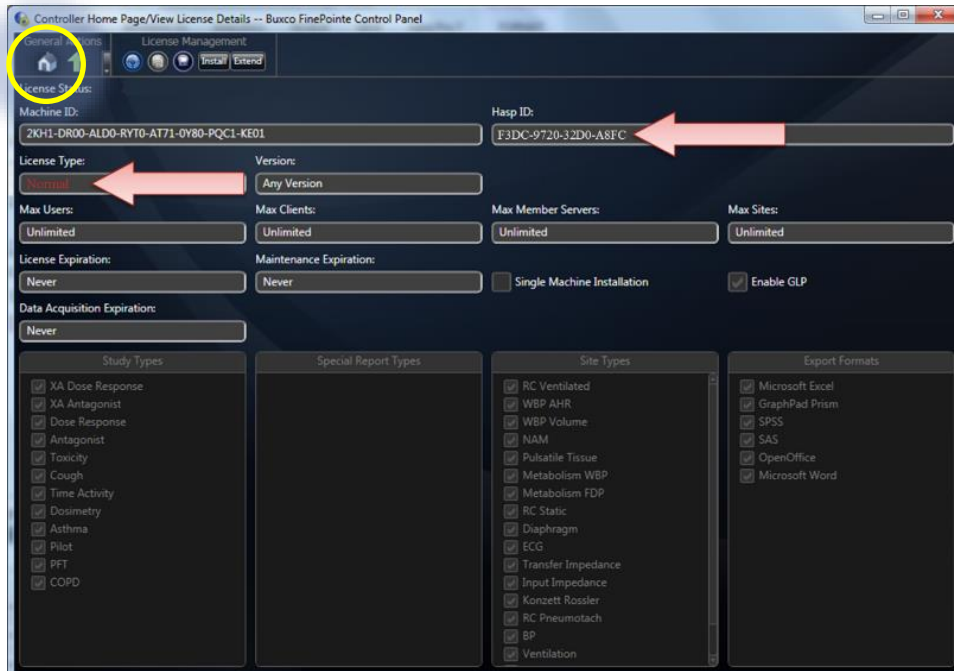 Controller Home Page/View License Details -- Buxco FinePointe Control Panel
General Actions License Management
Install Extend
License Status:
Machine ID: Hasp ID:
2KH1-DR00-ALD0-RYT0-AT71-0Y80-PQC1-KE01 F3DC-9720-32D0-A8FC
License Type: Version:
Normal Any Version
Max Users: Max Clients: Max Member Servers: Max Sites:
Unlimited Unlimited Unlimited Unlimited
License Expiration: Maintenance Expiration:
Never Never Single Machine Installation Enable GLP
Data Acquisition Expiration:
Never
Study Types Special Report Types Site Types Export Formats
XA Dose Response RC Ventilated Microsoft Excel
XA Antagonist WBP AHR GraphPad Prism
Dose Response WBP Volume SPSS
Antagonist NAM SAS
Toxicity Pulsatile Tissue OpenOffice
Cough Metabolism WBP Microsoft Word
Time Activity Metabolism FDP
Dosimetry RC Static
Asthma Diaphragm
Pilot ECG
PFT Transfer Impedance
COPD Input Impedance
Konzett Rossler
RC Pneumotach
BP
Ventilation